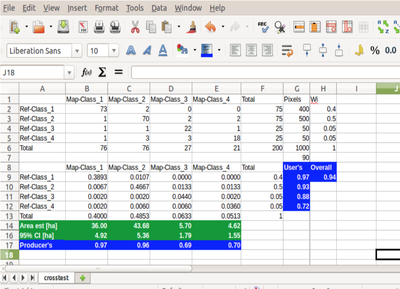 File Edit View Insert Format Tools Data Window Help
Liberation Sans 10
J18
A B C D E F G H I J
1 Map-Class_1 Map-Class_2 Map-Class_3 Map-Class_4 Total Pixels Wi
2 Ref-Class_1 73 2 0 0 75 400 0.4
3 Ref-Class_2 1 70 2 2 75 500 0.5
4 Ref-Class_3 1 1 22 1 25 50 0.05
5 Ref-Class_4 1 3 3 18 25 50 0.05
6 Total 76 76 27 21 200 1000 1
7 90
8 Map-Class_1 Map-Class_2 Map-Class_3 Map-Class_4 Total User's Overall
9 Ref-Class_1 0.3893 0.0107 0.0000 0.0000 0.4 0.97 0.94
10 Ref-Class_2 0.0067 0.4667 0.0133 0.0133 0.5 0.93
11 Ref-Class_3 0.0020 0.0020 0.0440 0.0020 0.05 0.88
12 Ref-Class_4 0.0020 0.0060 0.0060 0.0360 0.05 0.72
13 Total 0.4000 0.4853 0.0633 0.0513 1
14 Area est [ha] 36.00 43.68 5.70 4.62
16 95% CI [ha] 4.92 5.36 1.79 1.55
17 Producer's 0.97 0.96 0.69 0.70
18
crosstest